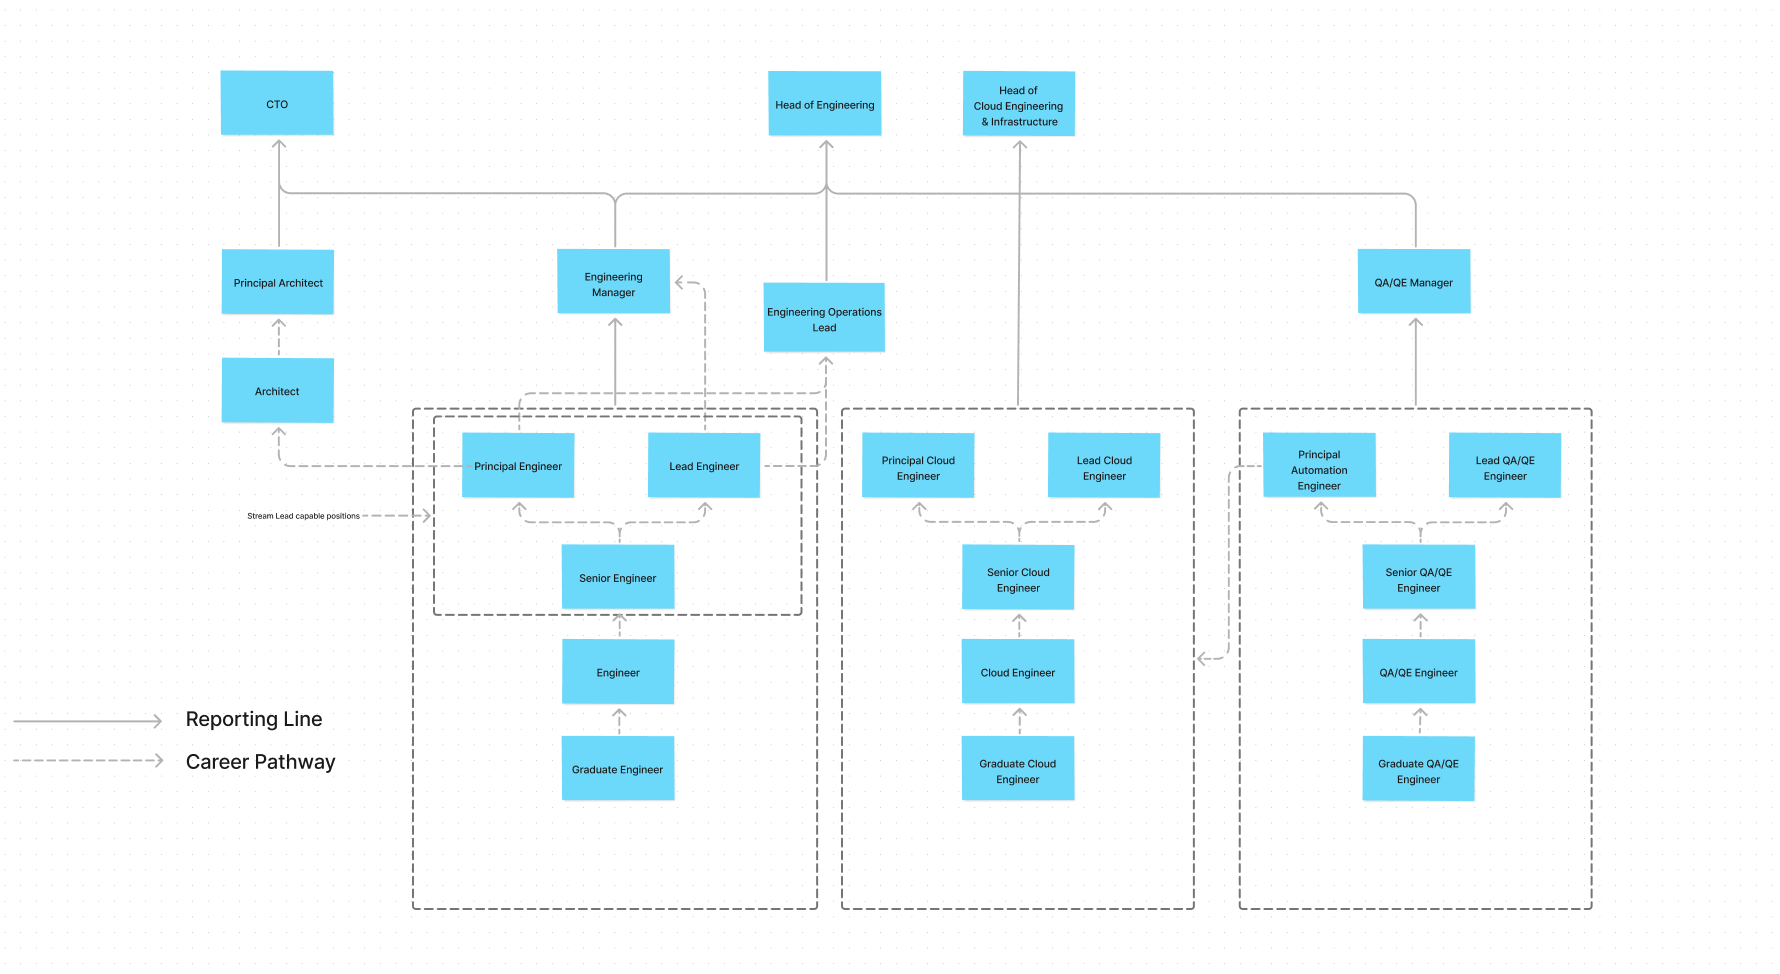 CTO
Head of Engineering
Head of
Cloud Engineering
& Infrastructure
Principal Architect
Engineering
Manager
Engineering Operations
Lead
QA/QE Manager
Architect
Principal Engineer
Lead Engineer
Principal Cloud
Engineer
Lead Cloud
Engineer
Principal
Automation
Engineer
Lead QA/QE
Engineer
Stream Lead capable positions
Senior Engineer
Senior Cloud
Engineer
Senior QA/QE
Engineer
Engineer
Cloud Engineer
QA/QE Engineer
Reporting Line
Career Pathway
Graduate Engineer
Graduate Cloud
Engineer
Graduate QA/QE
Engineer